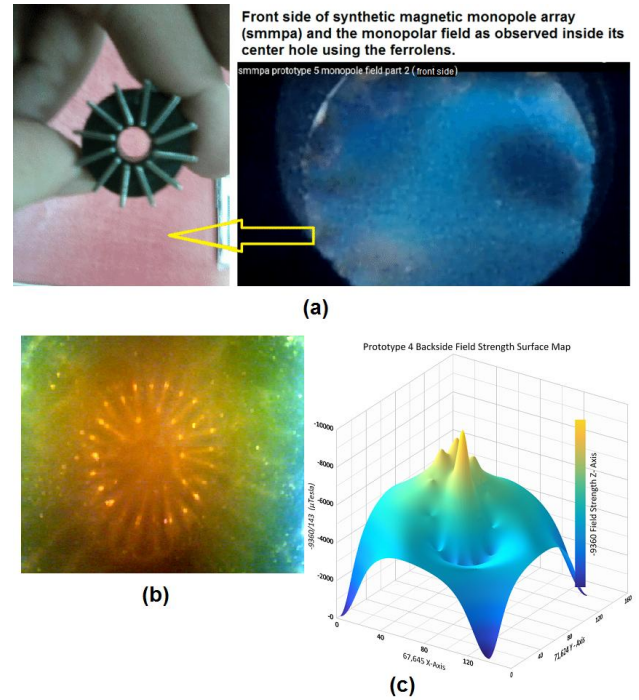 Front side of synthetic magnetic monopole array
(smmpa) and the monopolar field as observed inside its
center hole using the ferrolens.
smmpa prototype 5 monopole field part 2 (front side)
(a)
Prototype 4 Backside Field Strength Surface Map
-10000
-8000
-6000
-4000
-2000
-0
-9360/143 (µTesla)
-9360 Field Strength Z- Axis
0
40
80
120
67,645 X-Axis
0
40
80
120
160
71,624 Y-Axis
(b)
(c)